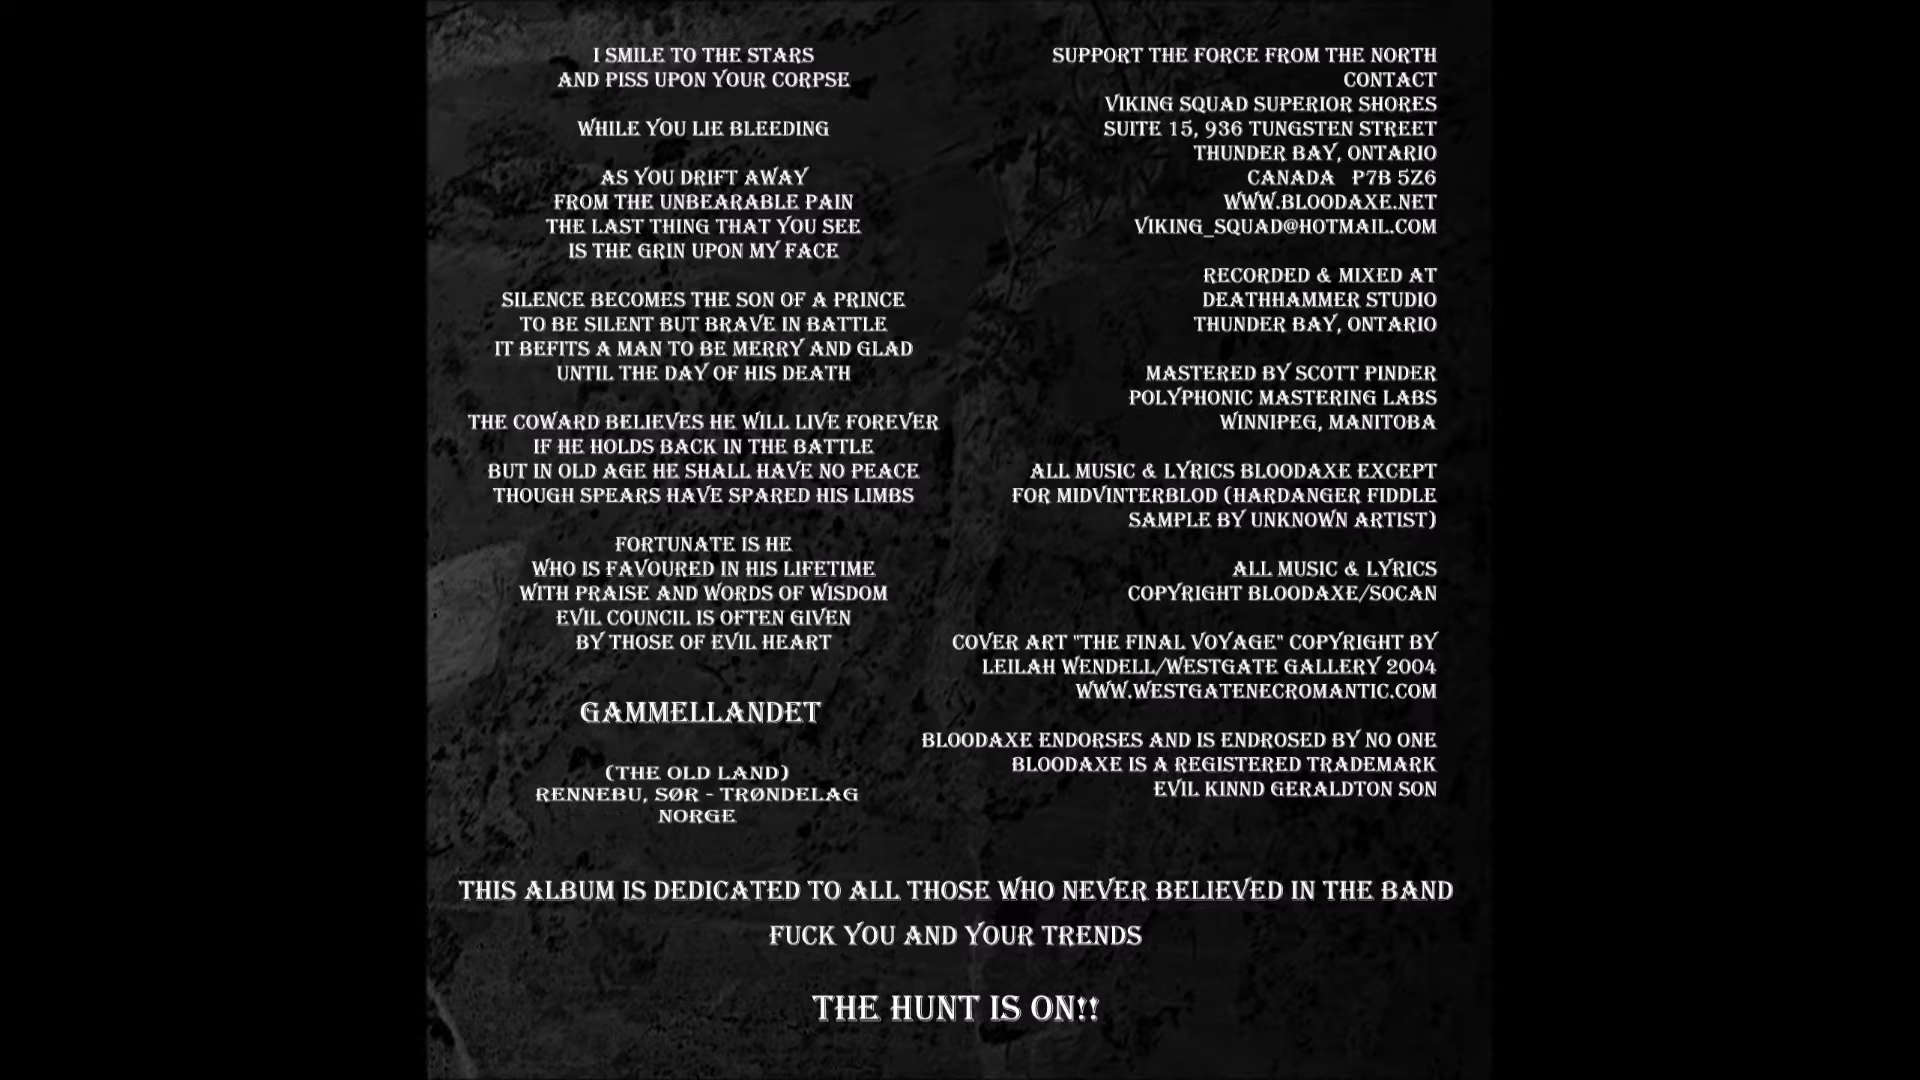 I SMILE TO THE STARS
AND PISS UPON YOUR CORPSE
WHILE YOU LIE BLEEDING
AS YOU DRIFT AWAY
FROM THE UNBEARABLE PAIN
THE LAST THING THAT YOU SEE
IS THE GRIN UPON MY FACE
SILENCE BECOMES THE SON OF A PRINCE
TO BE SILENT BUT BRAVE IN BATTLE
IT BEFITS A MAN TO BE MERRY AND GLAD
UNTIL THE DAY OF HIS DEATH
THE COWARD BELIEVES HE WILL LIVE FOREVER
IF HE HOLDS BACK IN THE BATTLE
BUT IN OLD AGE HE SHALL HAVE NO PEACE
THOUGH SPEARS HAVE SPARED HIS LIMBS
FORTUNATE IS HE
WHO IS FAVOURED IN HIS LIFETIME
WITH PRAISE AND WORDS OF WISDOM
EVIL COUNCIL IS OFTEN GIVEN
BY THOSE OF EVIL HEART
GAMMELLANDET
(THE OLD LAND)
RENNEBU, SØR - TRØNDELAG
NORGE
SUPPORT THE FORCE FROM THE NORTH
CONTACT
VIKING SQUAD SUPERIOR SHORES
SUITE 15, 936 TUNGSTEN STREET
THUNDER BAY, ONTARIO
CANADA P7B 5Z6
WWW.BLOODAXE.NET
VIKING_SQUAD@HOTMAIL.COM
RECORDED & MIXED AT
DEATHHAMMER STUDIO
THUNDER BAY, ONTARIO
MASTERED BY SCOTT PINDER
POLYPHONIC MASTERING LABS
WINNIPEG, MANITOBA
ALL MUSIC & LYRICS BLOODAXE EXCEPT
FOR MIDVINTERBLOD (HARDANGER FIDDLE
SAMPLE BY UNKNOWN ARTIST)
ALL MUSIC & LYRICS
COPYRIGHT BLOODAXE/SOCAN
COVER ART "THE FINAL VOYAGE" COPYRIGHT BY
LEILAH WENDELL/WESTGATE GALLERY 2004
WWW.WESTGATENECROMANTIC.COM
BLOODAXE ENDORSES AND IS ENDROSED BY NO ONE
BLOODAXE IS A REGISTERED TRADEMARK
EVIL KINND GERALDTON SON
THIS ALBUM IS DEDICATED TO ALL THOSE WHO NEVER BELIEVED IN THE BAND
FUCK YOU AND YOUR TRENDS
THE HUNT IS ON!!